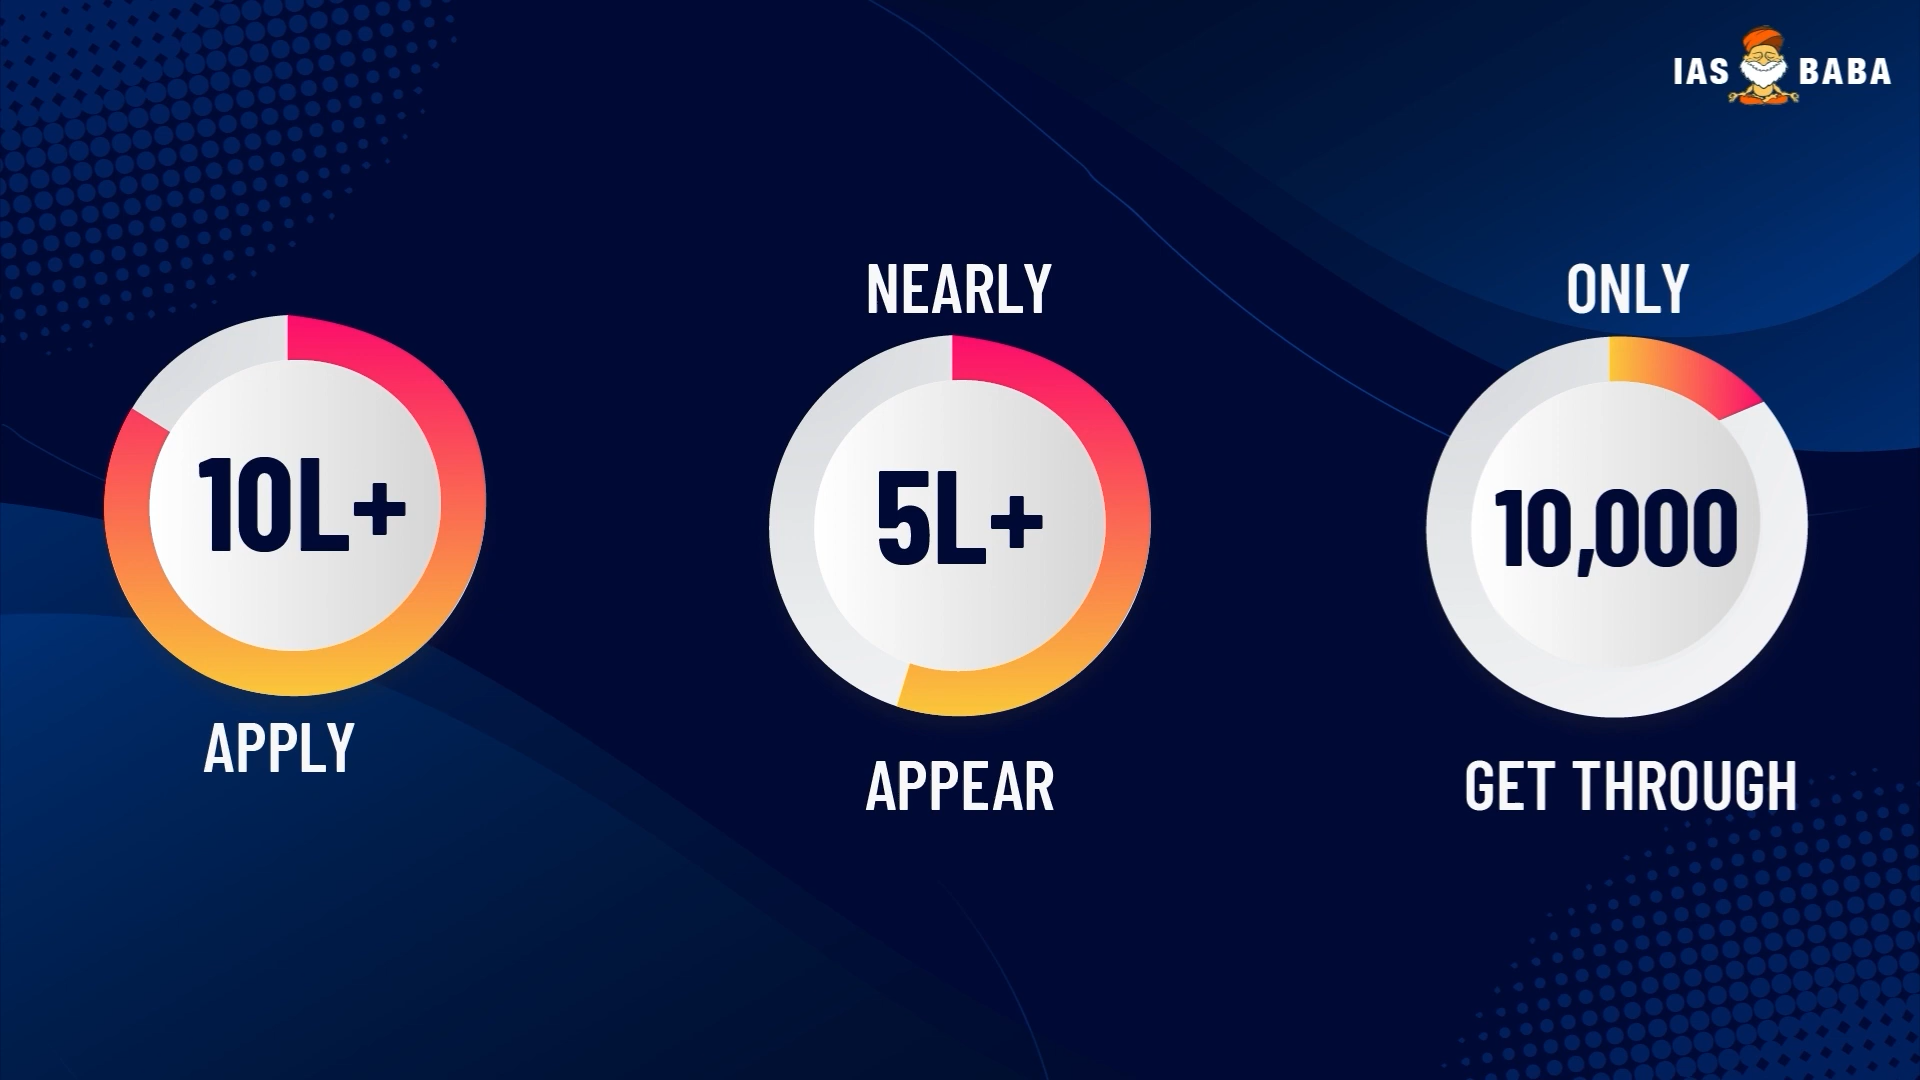 IAS BABA
10L+
APPLY
NEARLY
5L+
APPEAR
ONLY
10,000
GET THROUGH